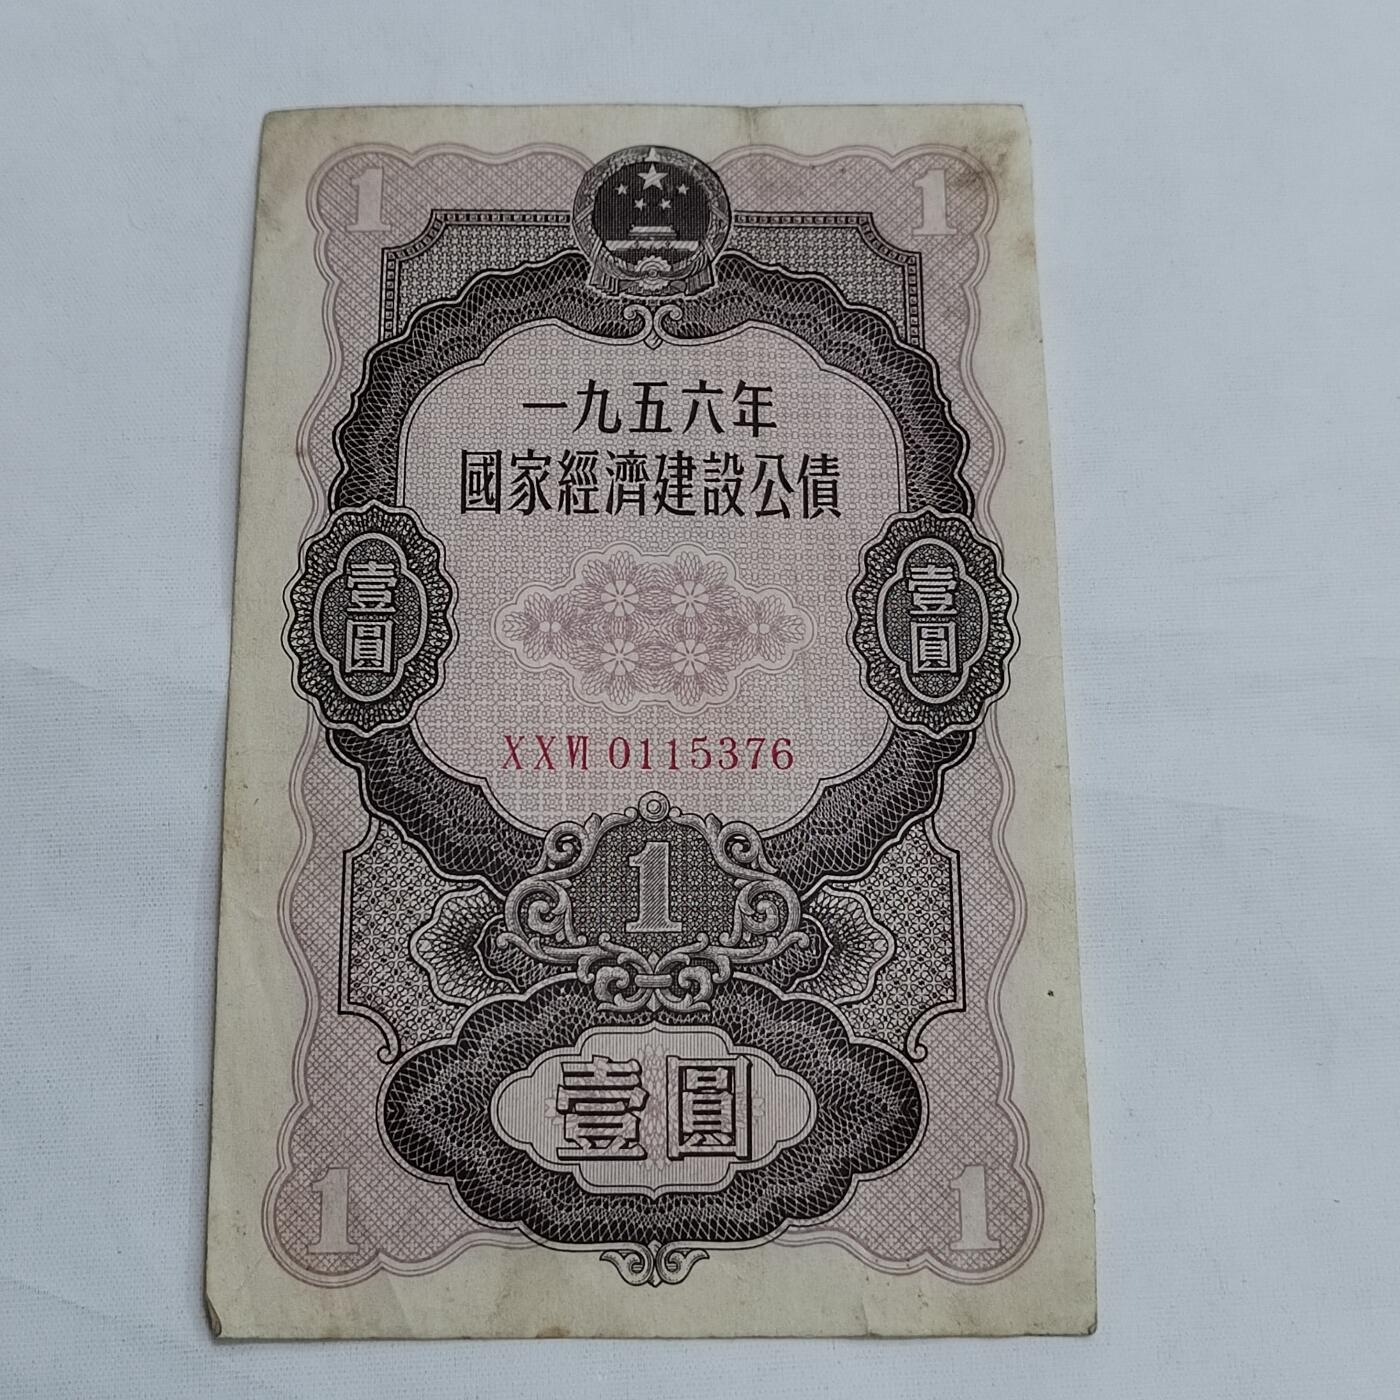 1 1
一九五六年
國家經濟建設公債
壹圓 壹圓
XXVI 0115376
1
壹圓
1 1